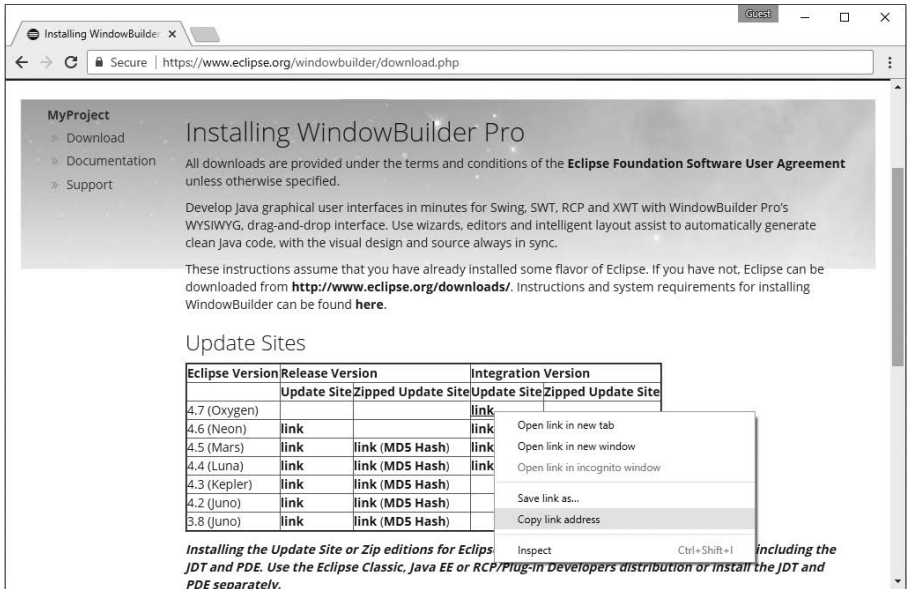 Guest
Installing WindowBuilder
Secure | https://www.eclipse.org/windowbuilder/download.php
MyProject
» Download
» Documentation
» Support
Installing WindowBuilder Pro
All downloads are provided under the terms and conditions of the Eclipse Foundation Software User Agreement
unless otherwise specified.
Develop Java graphical user interfaces in minutes for Swing, SWT, RCP and XWT with WindowBuilder Pro's
WYSIWYG, drag-and-drop interface. Use wizards, editors and intelligent layout assist to automatically generate
clean Java code, with the visual design and source always in sync.
These instructions assume that you have already installed some flavor of Eclipse. If you have not, Eclipse can be
downloaded from http://www.eclipse.org/downloads/. Instructions and system requirements for installing
WindowBuilder can be found here.
Update Sites
Eclipse Version Release Version Integration Version
Update Site Zipped Update Site Update Site Zipped Update Site
4.7 (Oxygen) link
4.6 (Neon) link link
4.5 (Mars) link link (MD5 Hash) link
4.4 (Luna) link link (MD5 Hash) link
4.3 (Kepler) link link (MD5 Hash)
4.2 (Juno) link link (MD5 Hash)
3.8 (Juno) link link (MD5 Hash)
Open link in new tab
Open link in new window
Open link in incognito window
Save link as...
Copy link address
Inspect Ctrl+Shift+I
Installing the Update Site or Zip editions for Eclips including the
JDT and PDE. Use the Eclipse Classic, Java EE or RCP/Plug-in Developers distribution or install the JDT and
PDE separately.